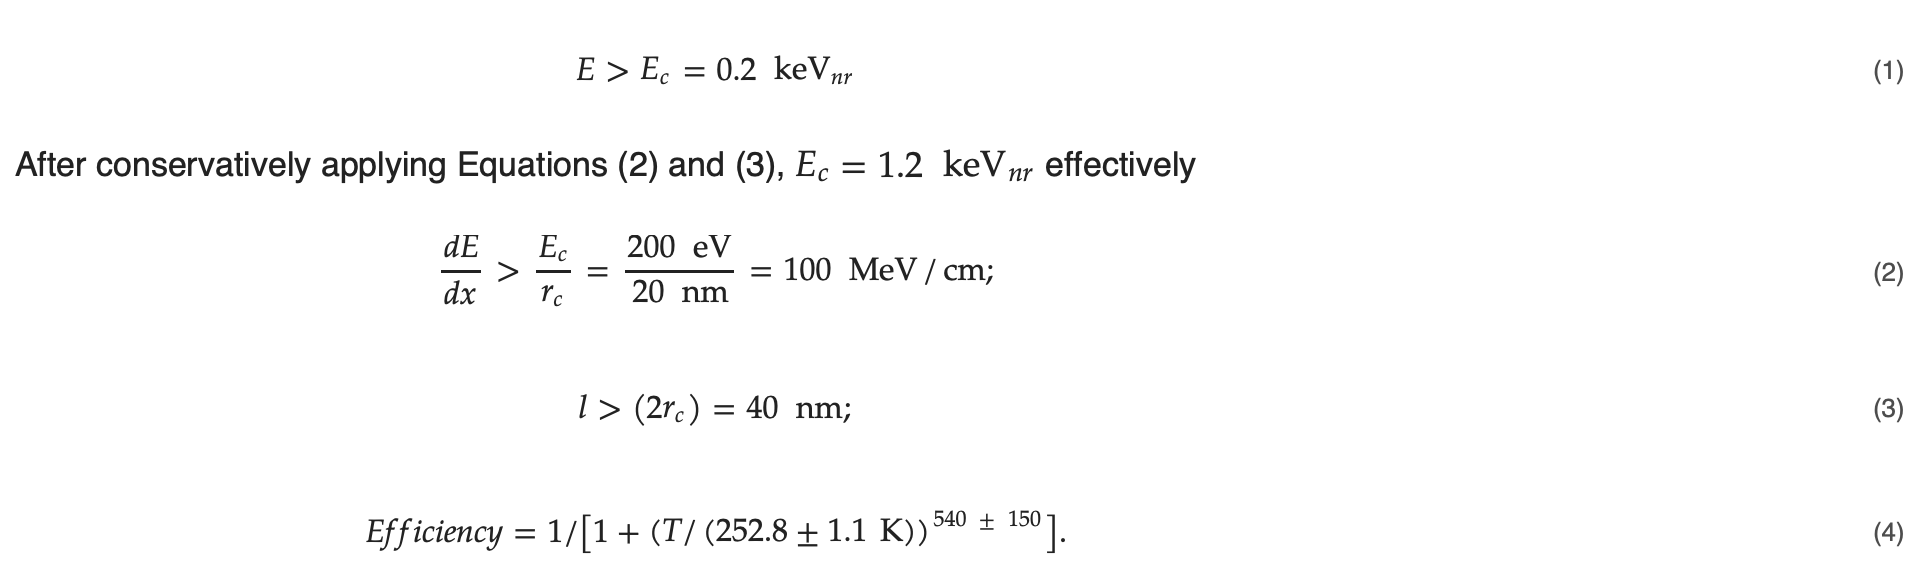 E > E_c = 0.2 keV_nr (1)
After conservatively applying Equations (2) and (3), E_c = 1.2 keV_nr effectively
dE/dx > E_c/r_c = 200 eV/20 nm = 100 MeV / cm; (2)
l > (2r_c) = 40 nm; (3)
Efficiency = 1/[1 + (T/ (252.8 ± 1.1 K))^{540 ± 150}]. (4)